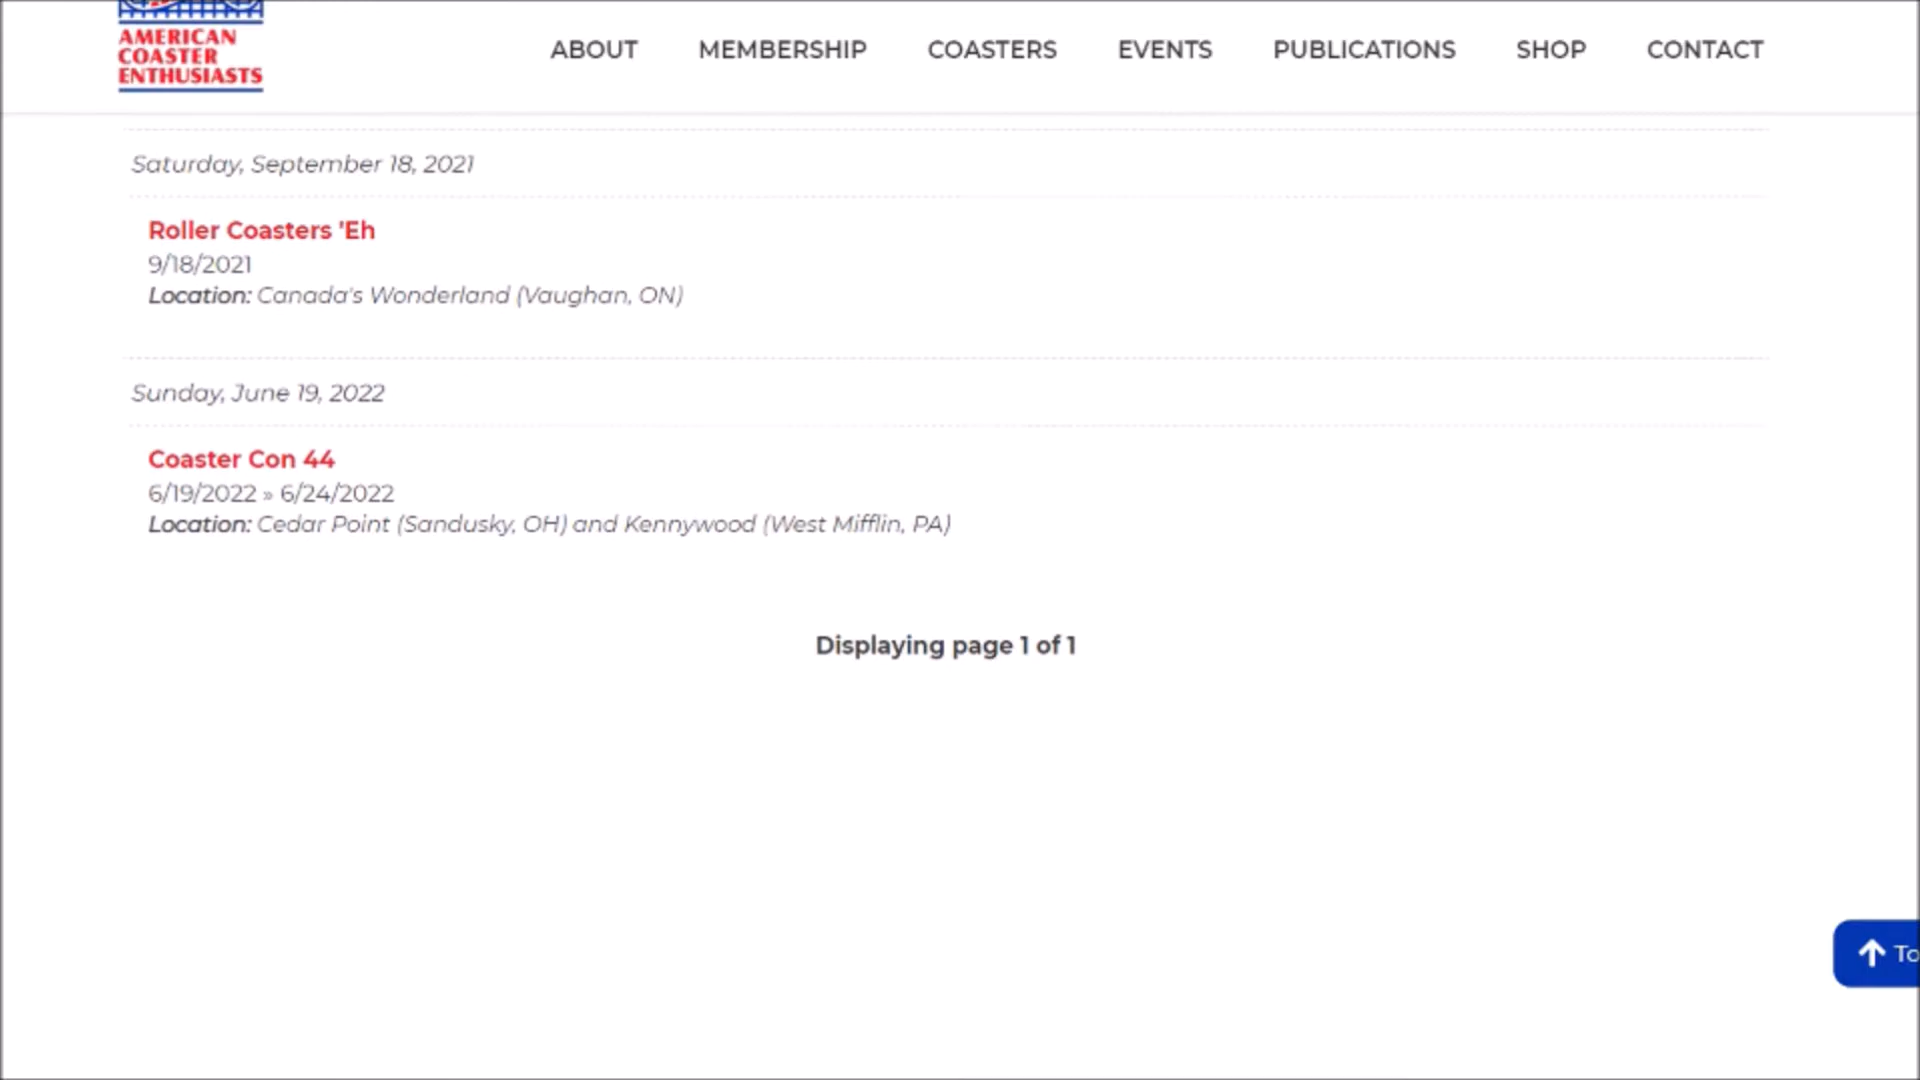 AMERICAN
COASTER
ENTHUSIASTS
ABOUT MEMBERSHIP COASTERS EVENTS PUBLICATIONS SHOP CONTACT
Saturday, September 18, 2021
Roller Coasters 'Eh
9/18/2021
Location: Canada's Wonderland (Vaughan, ON)
Sunday, June 19, 2022
Coaster Con 44
6/19/2022 » 6/24/2022
Location: Cedar Point (Sandusky, OH) and Kennywood (West Mifflin, PA)
Displaying page 1 of 1
To